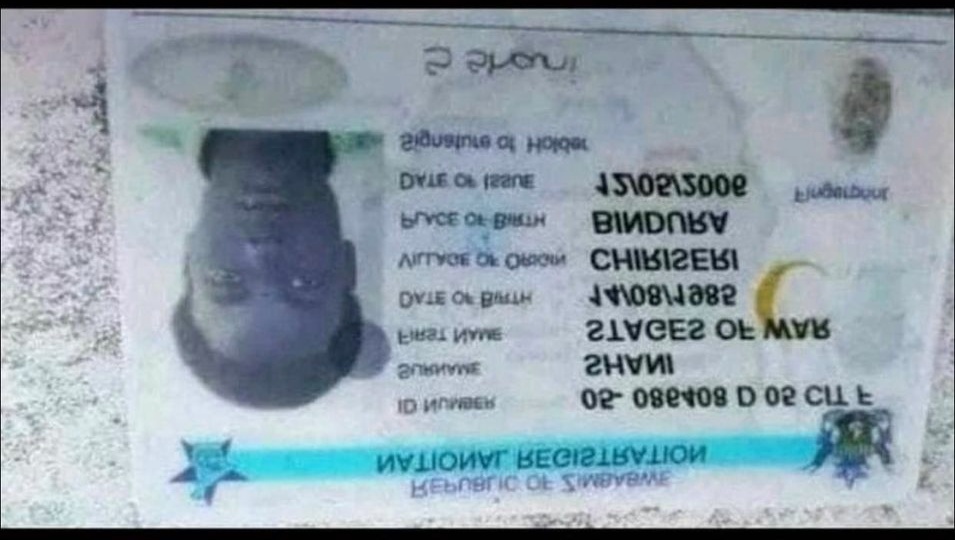 REPUBLIC OF ZIMBABWE
NATIONAL REGISTRATION
ID NUMBER 05- 086408 D 05 CIT F
SURNAME SHANI
FIRST NAME STAGES OF WAR
DATE OF BIRTH 14/08/1985
VILLAGE OF ORIGIN CHIRISERI
PLACE OF BIRTH BINDURA
DATE OF ISSUE 12/05/2006
Fingerprint
Signature of Holder
S Shani